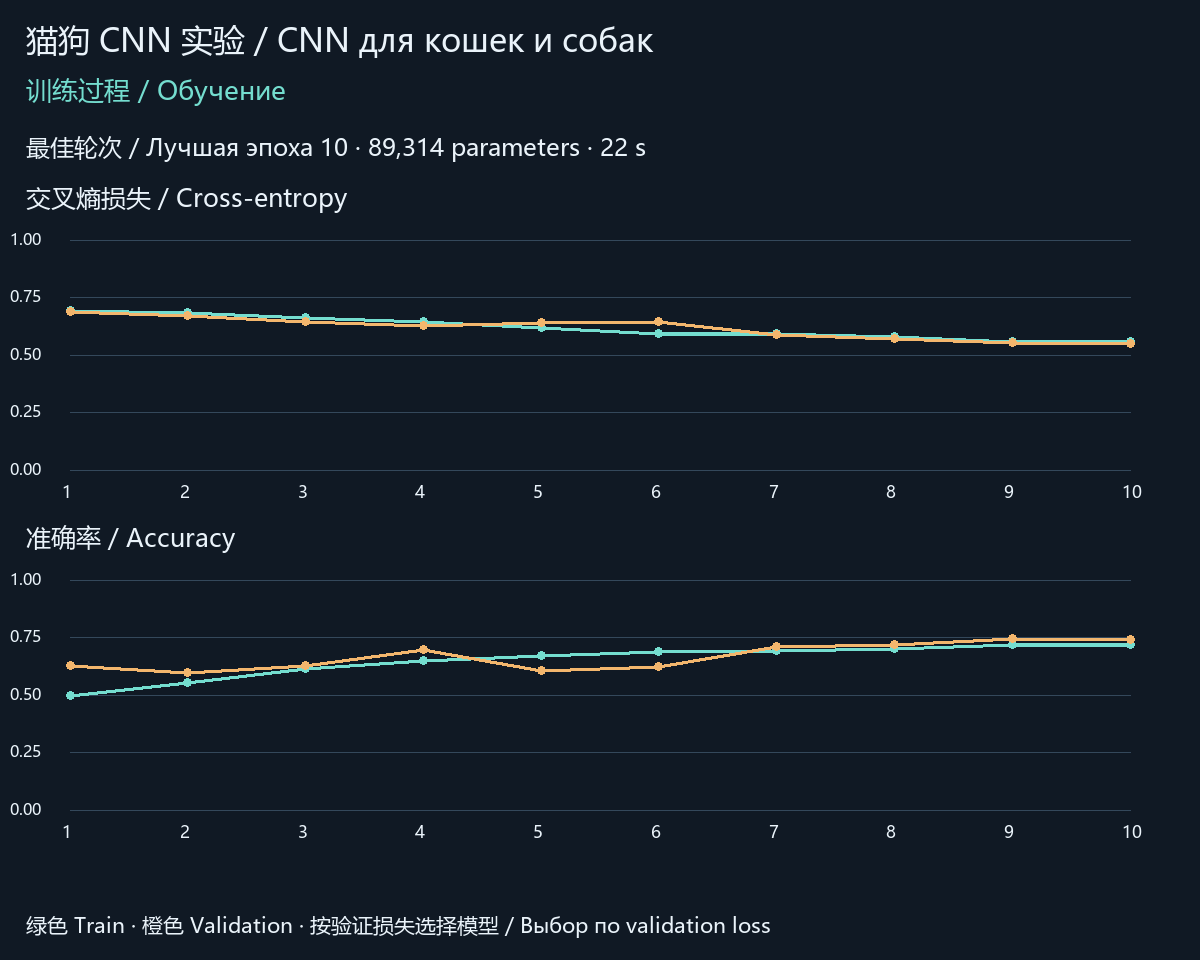 猫狗 CNN 实验 / CNN для кошек и собак
训练过程 / Обучение
最佳轮次 / Лучшая эпоха 10 · 89,314 parameters · 22 s
交叉熵损失 / Cross-entropy
1.00
0.75
0.50
0.25
0.00
1 2 3 4 5 6 7 8 9 10
准确率 / Accuracy
1.00
0.75
0.50
0.25
0.00
1 2 3 4 5 6 7 8 9 10
绿色 Train · 橙色 Validation · 按验证损失选择模型 / Выбор по validation loss